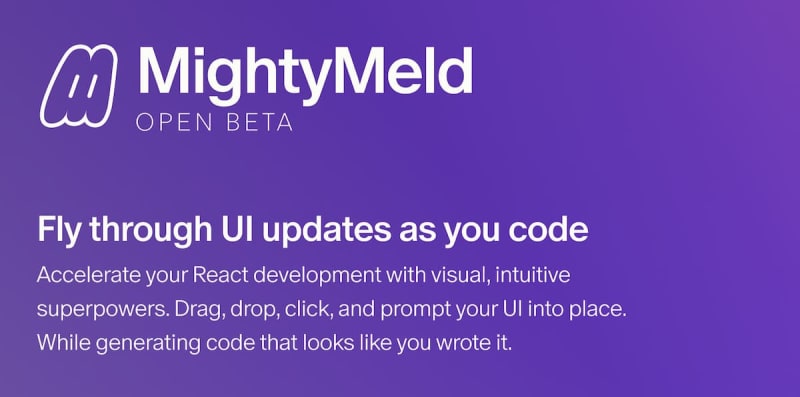 MightyMeld
OPEN BETA
Fly through UI updates as you code
Accelerate your React development with visual, intuitive
superpowers. Drag, drop, click, and prompt your UI into place.
While generating code that looks like you wrote it.